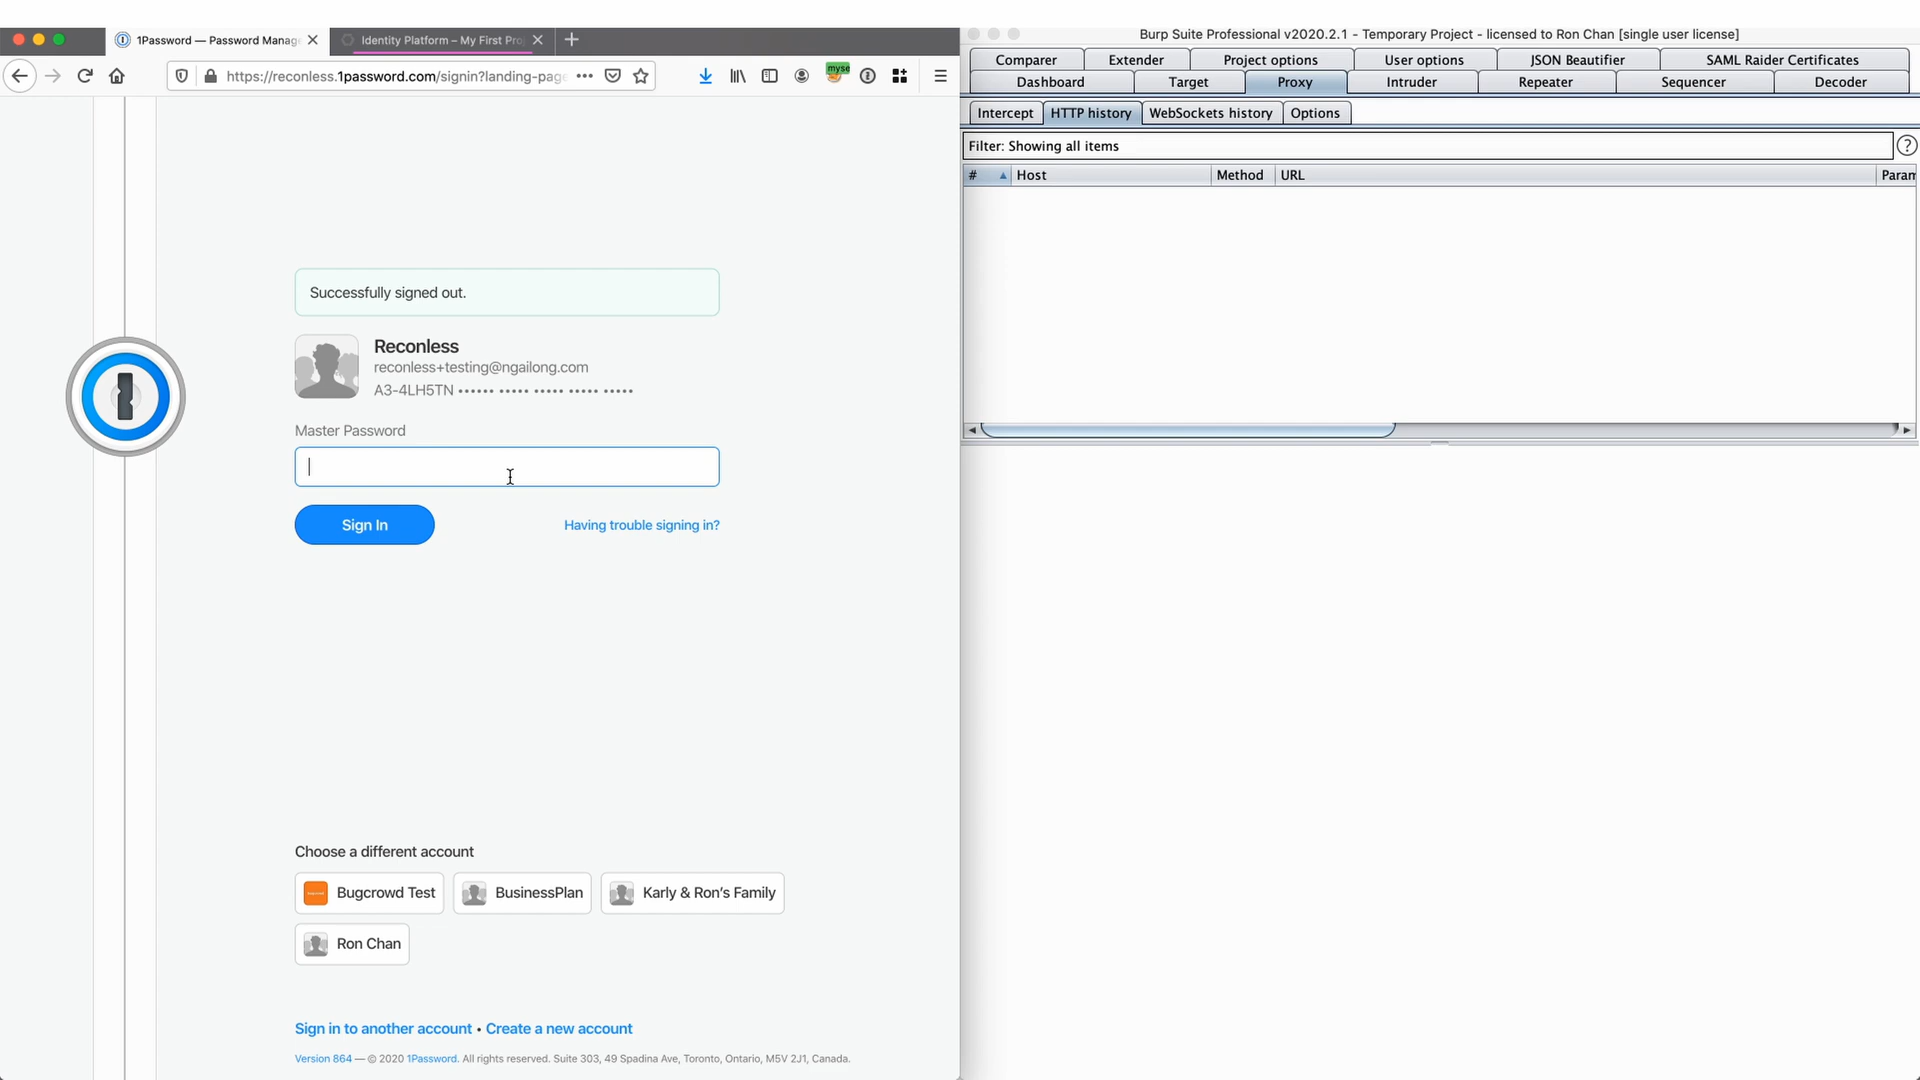 1Password — Password Manag
Identity Platform – My First Pro
https://reconless.1password.com/signin?landing-page
myse
Successfully signed out.
Reconless
reconless+testing@ngailong.com
A3-4LH5TN •••••• ••••• ••••• ••••• •••••
Master Password
Sign In
Having trouble signing in?
Choose a different account
Bugcrowd Test
BusinessPlan
Karly & Ron's Family
Ron Chan
Sign in to another account • Create a new account
Version 864 — © 2020 1Password. All rights reserved. Suite 303, 49 Spadina Ave, Toronto, Ontario, M5V 2J1, Canada.
Burp Suite Professional v2020.2.1 - Temporary Project - licensed to Ron Chan [single user license]
Comparer Extender Project options User options JSON Beautifier SAML Raider Certificates
Dashboard Target Proxy Intruder Repeater Sequencer Decoder
Intercept HTTP history WebSockets history Options
Filter: Showing all items
?
# Host Method URL Param